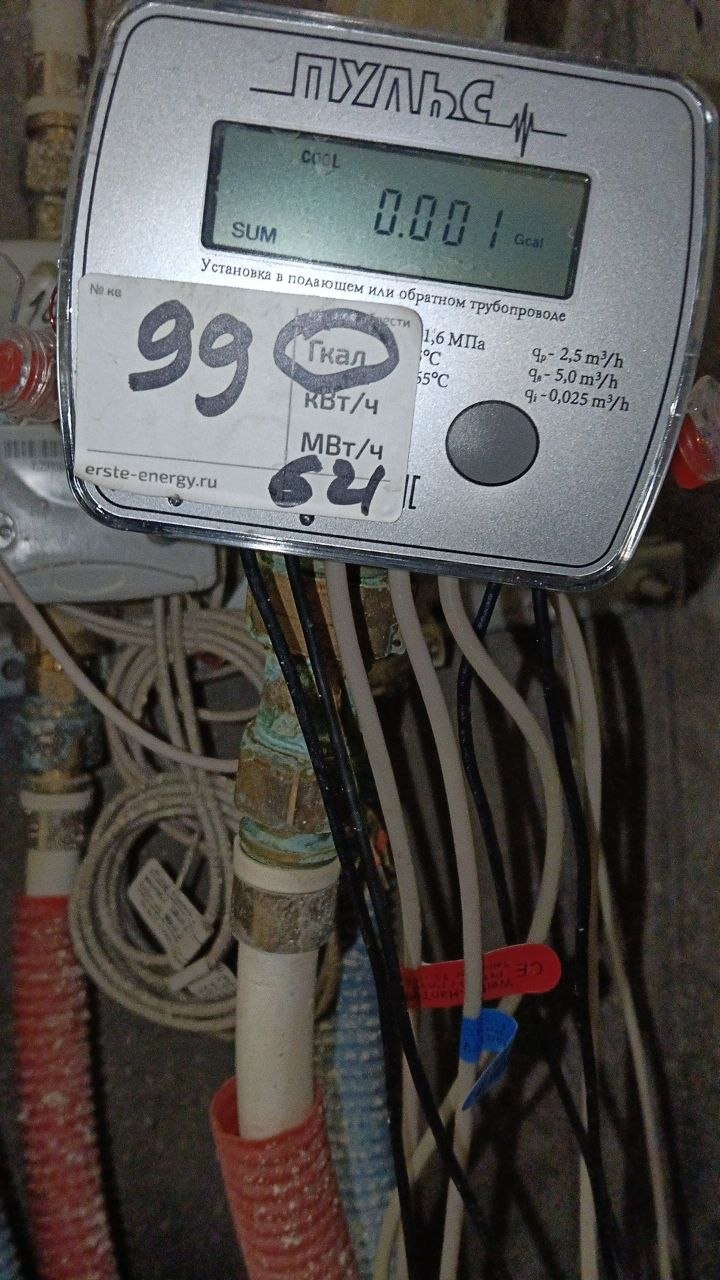 ПУЛЬС
COOL
0.001 Gcal
SUM
Установка в подающем или обратном трубопроводе
№ кв
99
Гкал
кВт/ч
МВт/ч
64
erste-energy.ru
1,6 МПа
°C
55°C
qp- 2,5 m³/h
qs- 5,0 m³/h
qi-0,025 m³/h
CE